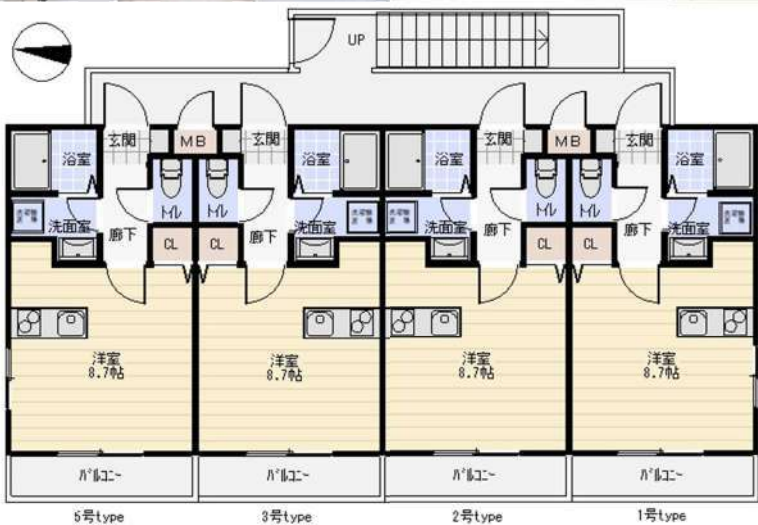 UP
玄関
MB
玄関
玄関
MB
玄関
浴室
浴室
浴室
浴室
トイレ
トイレ
トイレ
トイレ
洗面室
廊下
廊下
洗面室
洗面室
廊下
廊下
洗面室
CL
CL
CL
CL
洋室
8.7帖
洋室
8.7帖
洋室
8.7帖
洋室
8.7帖
バルコニー
バルコニー
バルコニー
バルコニー
5号type
3号type
2号type
1号type